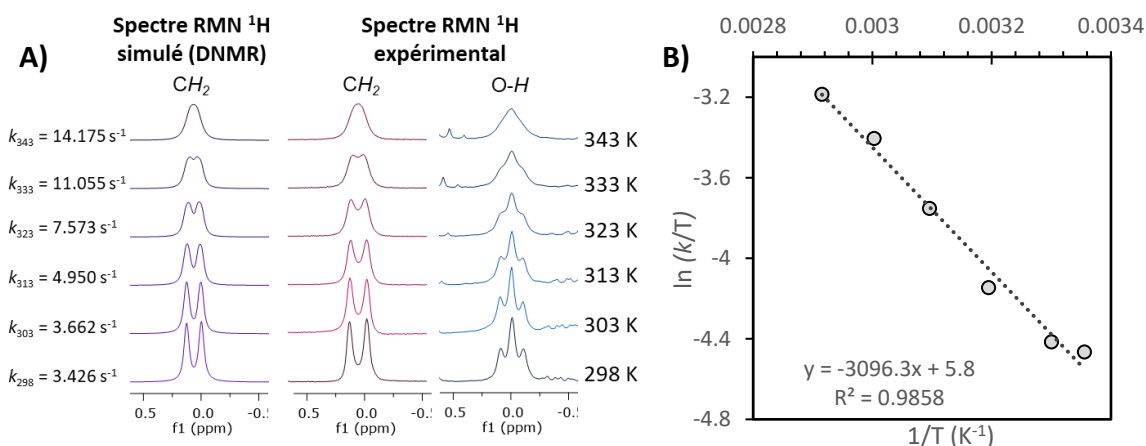 A)
Spectre RMN ¹H
simulé (DNMR)
Spectre RMN ¹H
expérimental
CH₂
CH₂
O-H
k₃₄₃ = 14.175 s⁻¹
343 K
k₃₃₃ = 11.055 s⁻¹
333 K
k₃₂₃ = 7.573 s⁻¹
323 K
k₃₁₃ = 4.950 s⁻¹
313 K
k₃₀₃ = 3.662 s⁻¹
303 K
k₂₉₈ = 3.426 s⁻¹
298 K
0.5 0.0 -0.5
f1 (ppm)
0.5 0.0
f1 (ppm)
0.5 0.0 -0.5
f1 (ppm)
B)
0.0028 0.003 0.0032 0.0034
-3.2
-3.6
-4
-4.4
-4.8
ln (k/T)
y = -3096.3x + 5.8
R² = 0.9858
1/T (K⁻¹)